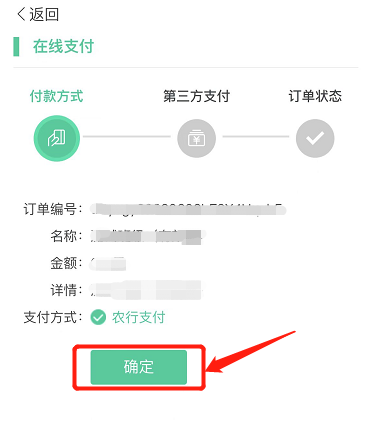 返回
在线支付
付款方式 第三方支付 订单状态
订单编号：
名称：
金额：
详情：
支付方式： 农行支付
确定